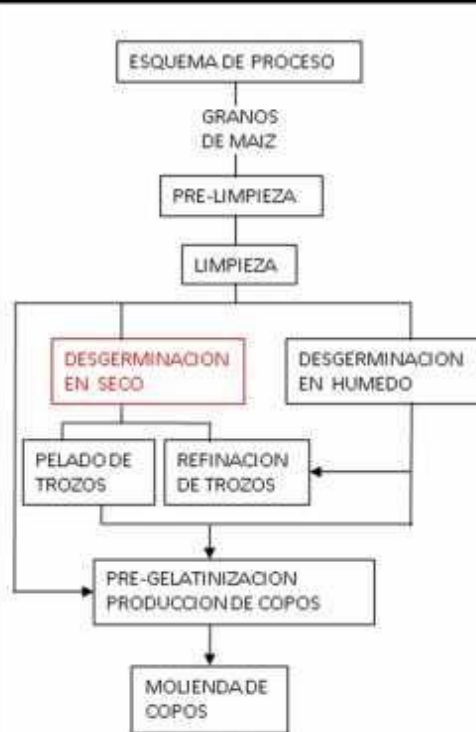 ESQUEMA DE PROCESO
GRANOS
DE MAIZ
PRE-LIMPIEZA
LIMPIEZA
DESGERMINACION
EN SECO
DESGERMINACION
EN HUMEDO
PELADO DE
TROZOS
REFINACION
DE TROZOS
PRE-GELATINIZACION
PRODUCCION DE COPOS
MOLIENDA DE
COPOS